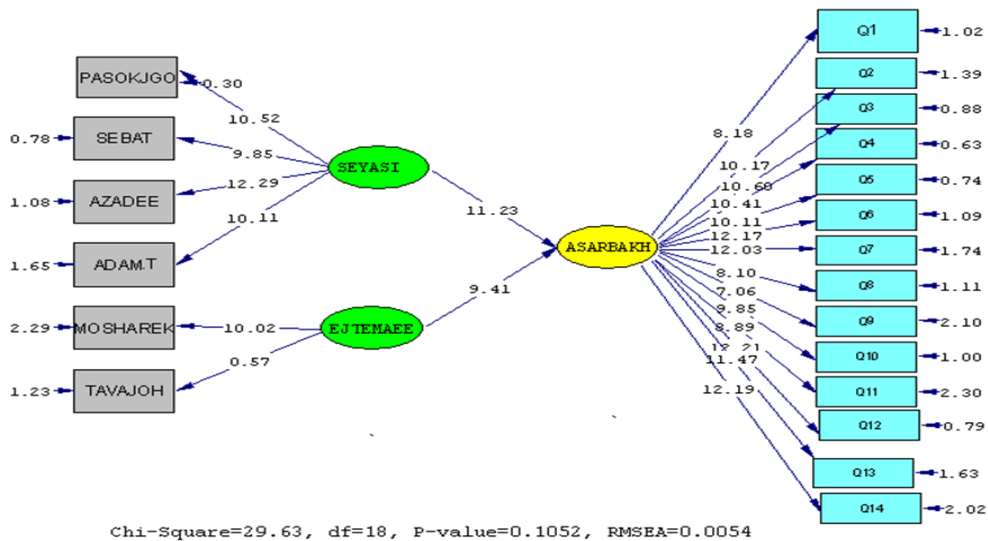 PASOKJGO
0.30
0.78
SEBAT
1.08
AZADEE
1.65
ADAM.T
2.29
MOSHAREK
1.23
TAVAJOH
10.52
9.85
12.29
10.11
10.02
0.57
SEYASI
EJTEMAEE
11.23
9.41
ASARBAKH
8.18
10.17
10.60
10.41
10.11
12.17
12.03
8.10
7.06
9.85
8.89
12.21
11.47
12.19
Q1
1.02
Q2
1.39
Q3
0.88
Q4
0.63
Q5
0.74
Q6
1.09
Q7
1.74
Q8
1.11
Q9
2.10
Q10
1.00
Q11
2.30
Q12
0.79
Q13
1.63
Q14
2.02
Chi-Square=29.63, df=18, P-value=0.1052, RMSEA=0.0054